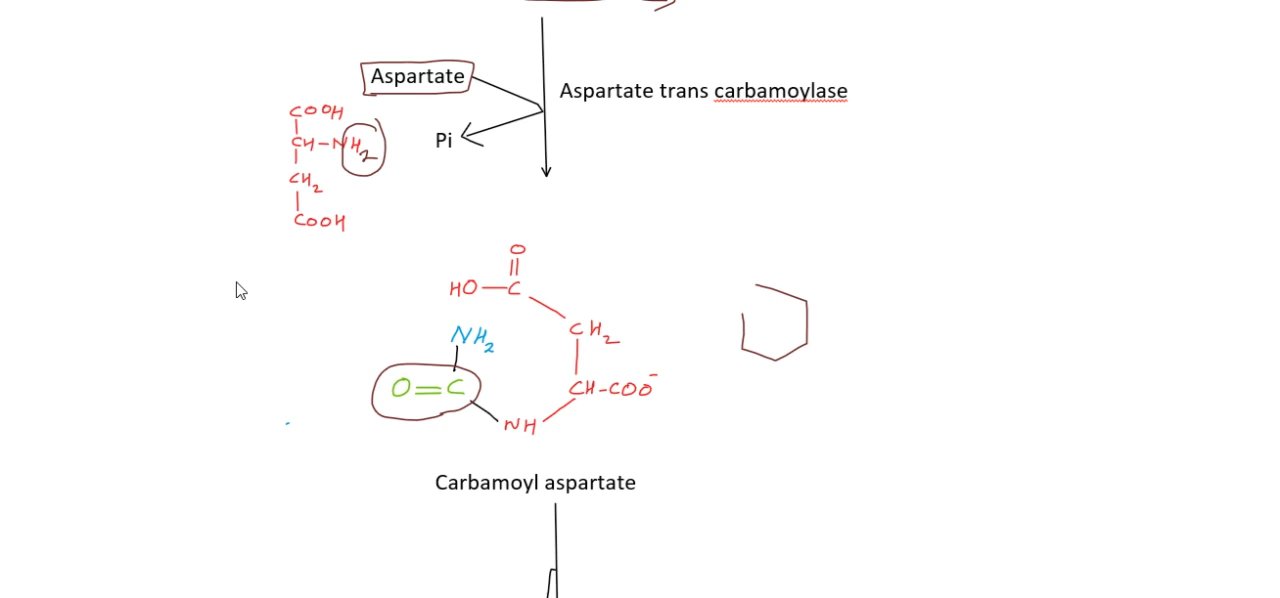 Aspartate
Aspartate trans carbamoylase
COOH
CH-NH2
Pi
CH2
COOH
O
HO-C
CH2
NH2
O=C
CH-COO-
NH
Carbamoyl aspartate